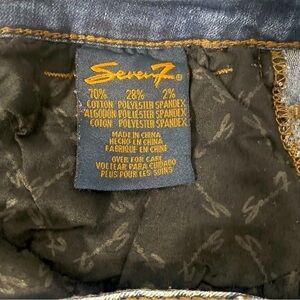 Seven7®
70% 28% 2%
COTTON POLYESTER SPANDEX
ALGODON POLIESTER SPANDEX
COTON POLYESTER SPANDEX
MADE IN CHINA
HECHO EN CHINA
FABRIQUE EN CHINE
OVER FOR CARE
VOLTEAR PARA CUIDADO
PLUS POUR LES SOINS